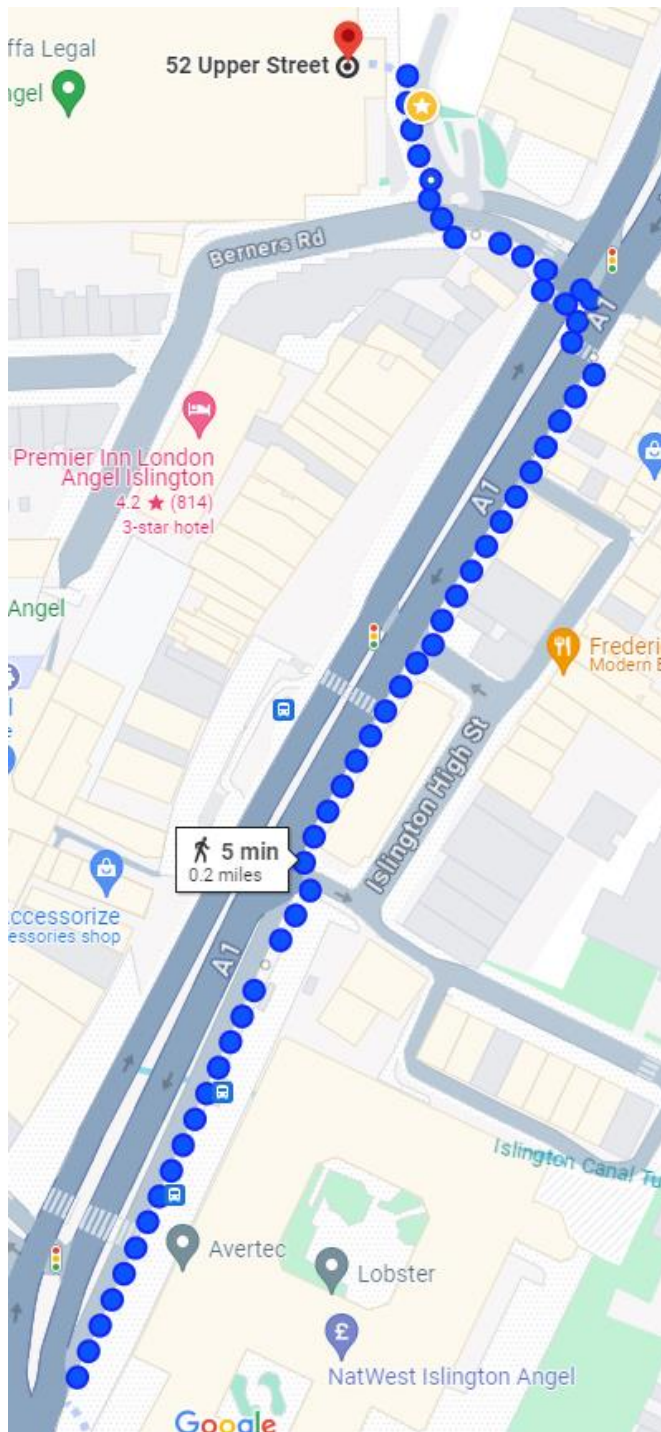 ffa Legal
52 Upper Street
ngel
Berners Rd
A1
Premier Inn London
Angel Islington
4.2 ★ (814)
3-star hotel
A1
Angel
Frederi
Modern E
Islington High St
5 min
0.2 miles
ccessorize
essories shop
A1
Islington Canal Tu
Avertec
Lobster
£
NatWest Islington Angel
Google